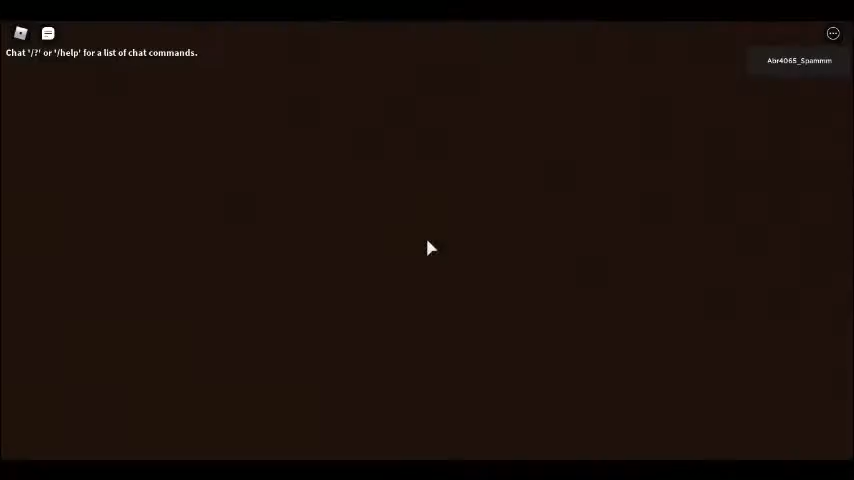 Chat '/?' or '/help' for a list of chat commands.
Abr4065_Spammm